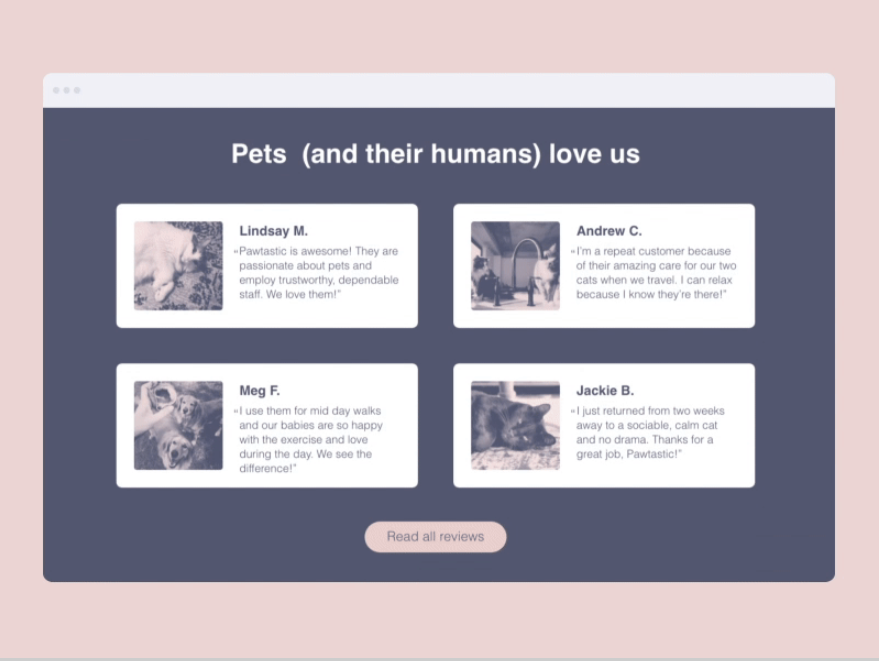 Pets  (and their humans) love us
Lindsay M.
“Pawtastic is awesome! They are
passionate about pets and
employ trustworthy, dependable
staff. We love them!”
Andrew C.
“I’m a repeat customer because
of their amazing care for our two
cats when we travel. I can relax
because I know they’re there!”
Meg F.
“I use them for mid day walks
and our babies are so happy
with the exercise and love
during the day. We see the
difference!”
Jackie B.
“I just returned from two weeks
away to a sociable, calm cat
and no drama. Thanks for a
great job, Pawtastic!”
Read all reviews